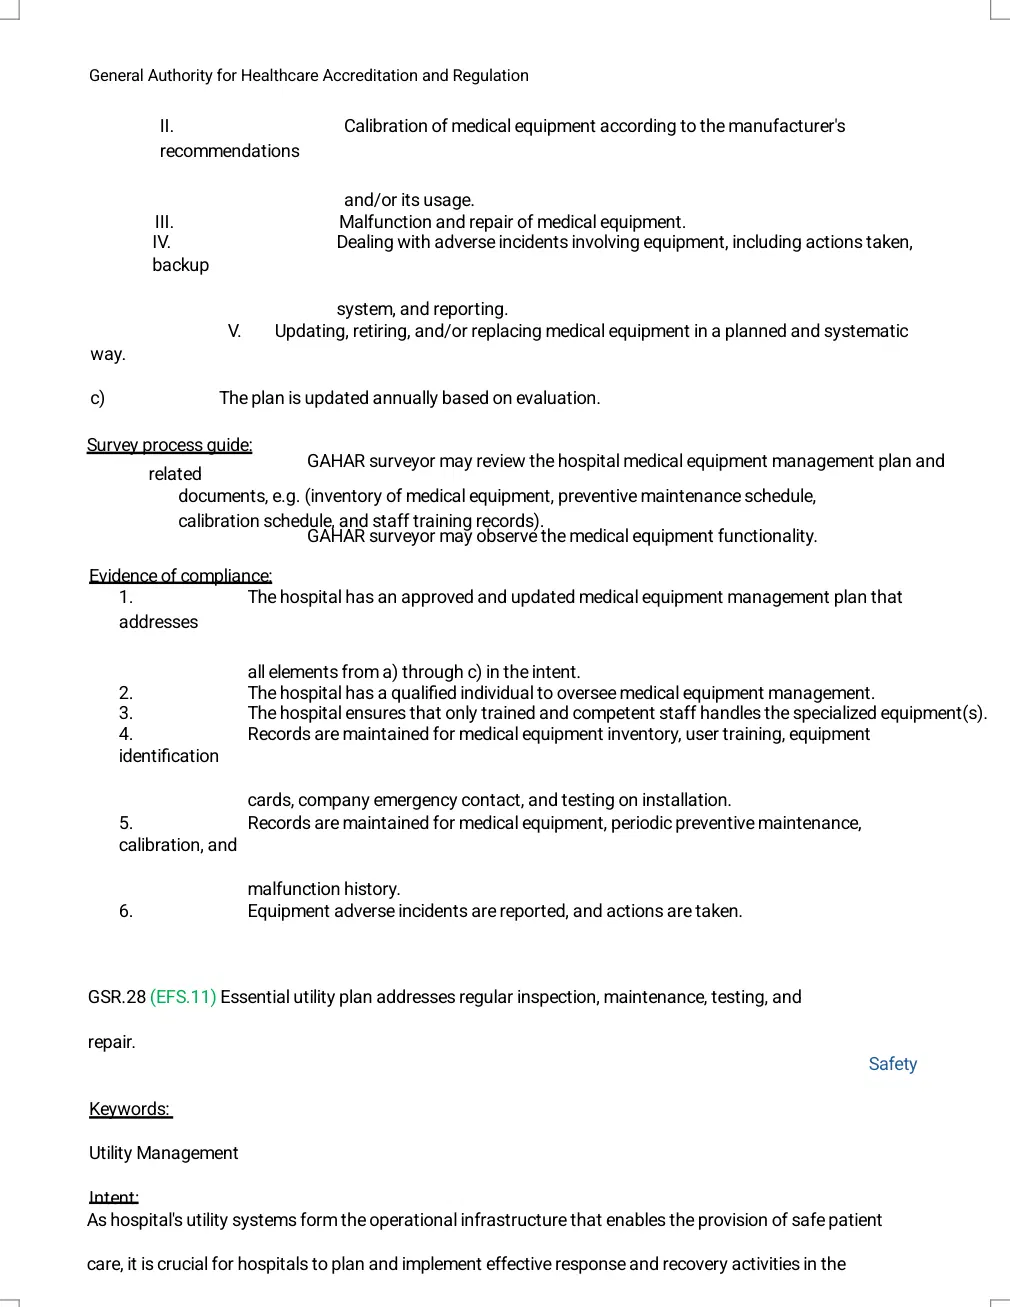 General Authority for Healthcare Accreditation and Regulation
II. Calibration of medical equipment according to the manufacturer's
recommendations
and/or its usage.
III. Malfunction and repair of medical equipment.
IV. Dealing with adverse incidents involving equipment, including actions taken,
backup
system, and reporting.
V. Updating, retiring, and/or replacing medical equipment in a planned and systematic
way.
c) The plan is updated annually based on evaluation.
Survey process guide:
GAHAR surveyor may review the hospital medical equipment management plan and
related
documents, e.g. (inventory of medical equipment, preventive maintenance schedule,
calibration schedule, and staff training records).
GAHAR surveyor may observe the medical equipment functionality.
Evidence of compliance:
1. The hospital has an approved and updated medical equipment management plan that
addresses
all elements from a) through c) in the intent.
2. The hospital has a qualified individual to oversee medical equipment management.
3. The hospital ensures that only trained and competent staff handles the specialized equipment(s).
4. Records are maintained for medical equipment inventory, user training, equipment
identification
cards, company emergency contact, and testing on installation.
5. Records are maintained for medical equipment, periodic preventive maintenance,
calibration, and
malfunction history.
6. Equipment adverse incidents are reported, and actions are taken.
GSR.28 (EFS.11) Essential utility plan addresses regular inspection, maintenance, testing, and
repair.
Safety
Keywords:
Utility Management
Intent:
As hospital's utility systems form the operational infrastructure that enables the provision of safe patient
care, it is crucial for hospitals to plan and implement effective response and recovery activities in the